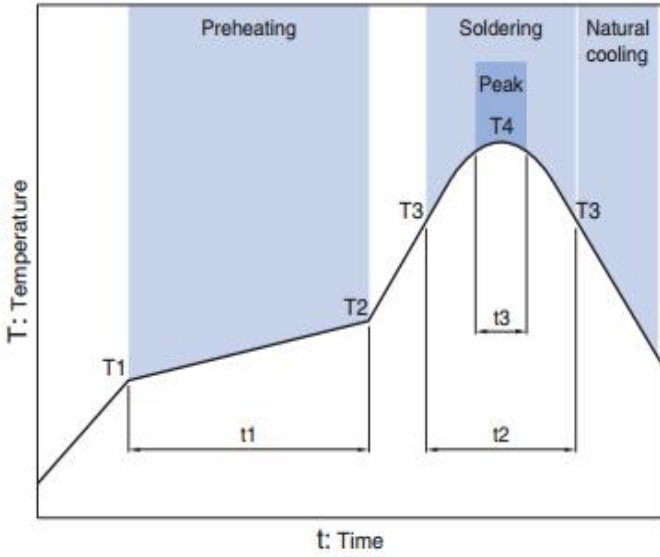 Preheating
Soldering
Natural
cooling
Peak
T4
T3
T3
T2
T1
t3
t1
t2
T: Temperature
t: Time